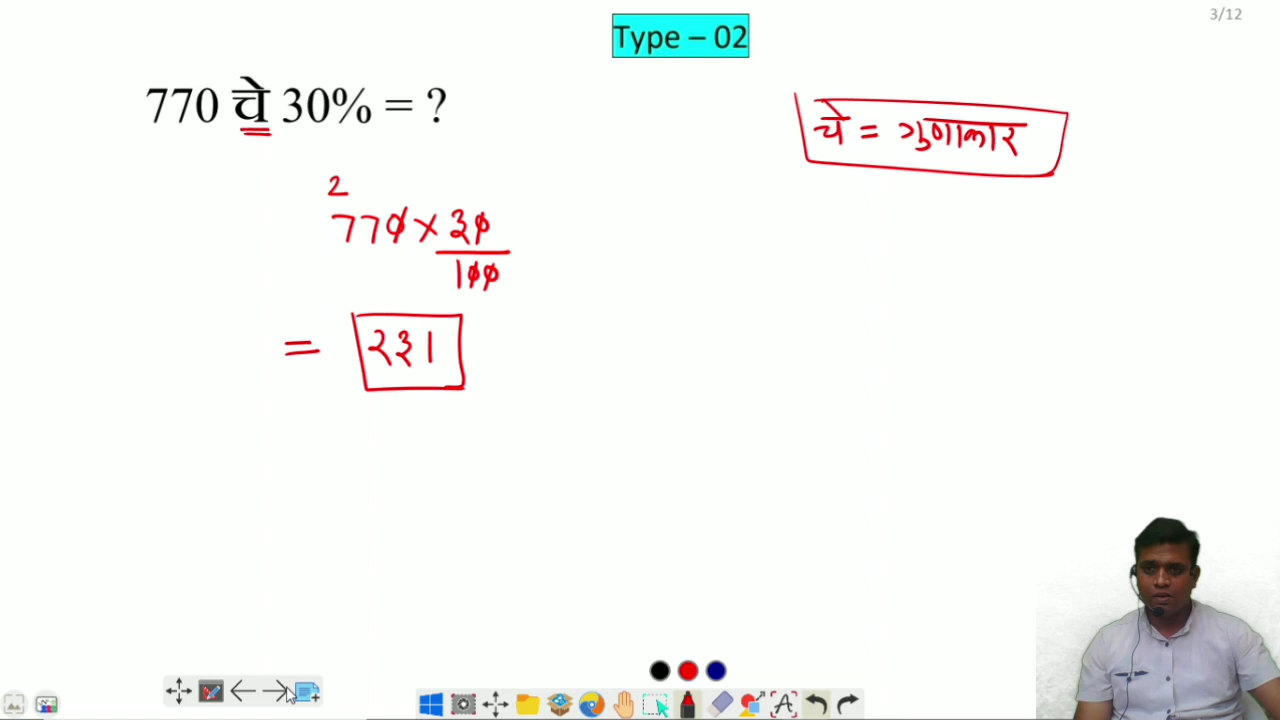 3/12
Type – 02
770 चे 30% = ?
चे = गुणाकार
2
770 × 30
100
= २३१